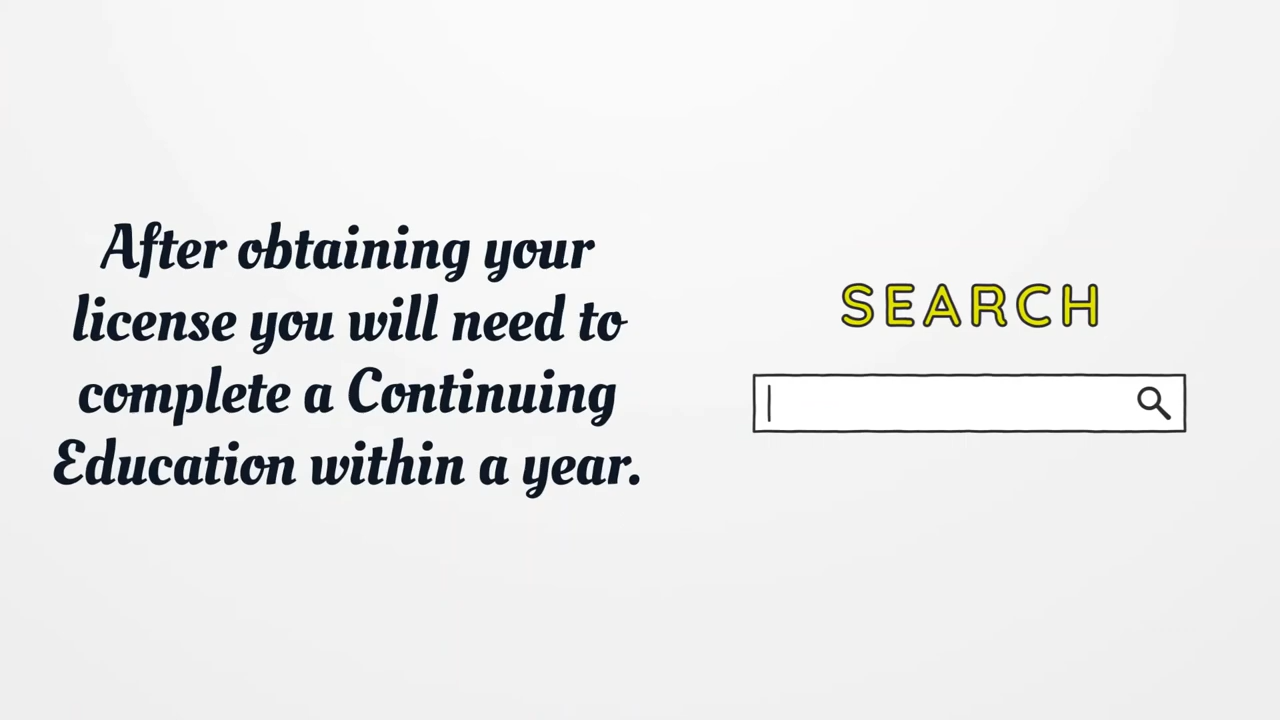 After obtaining your
license you will need to
complete a Continuing
Education within a year.
SEARCH